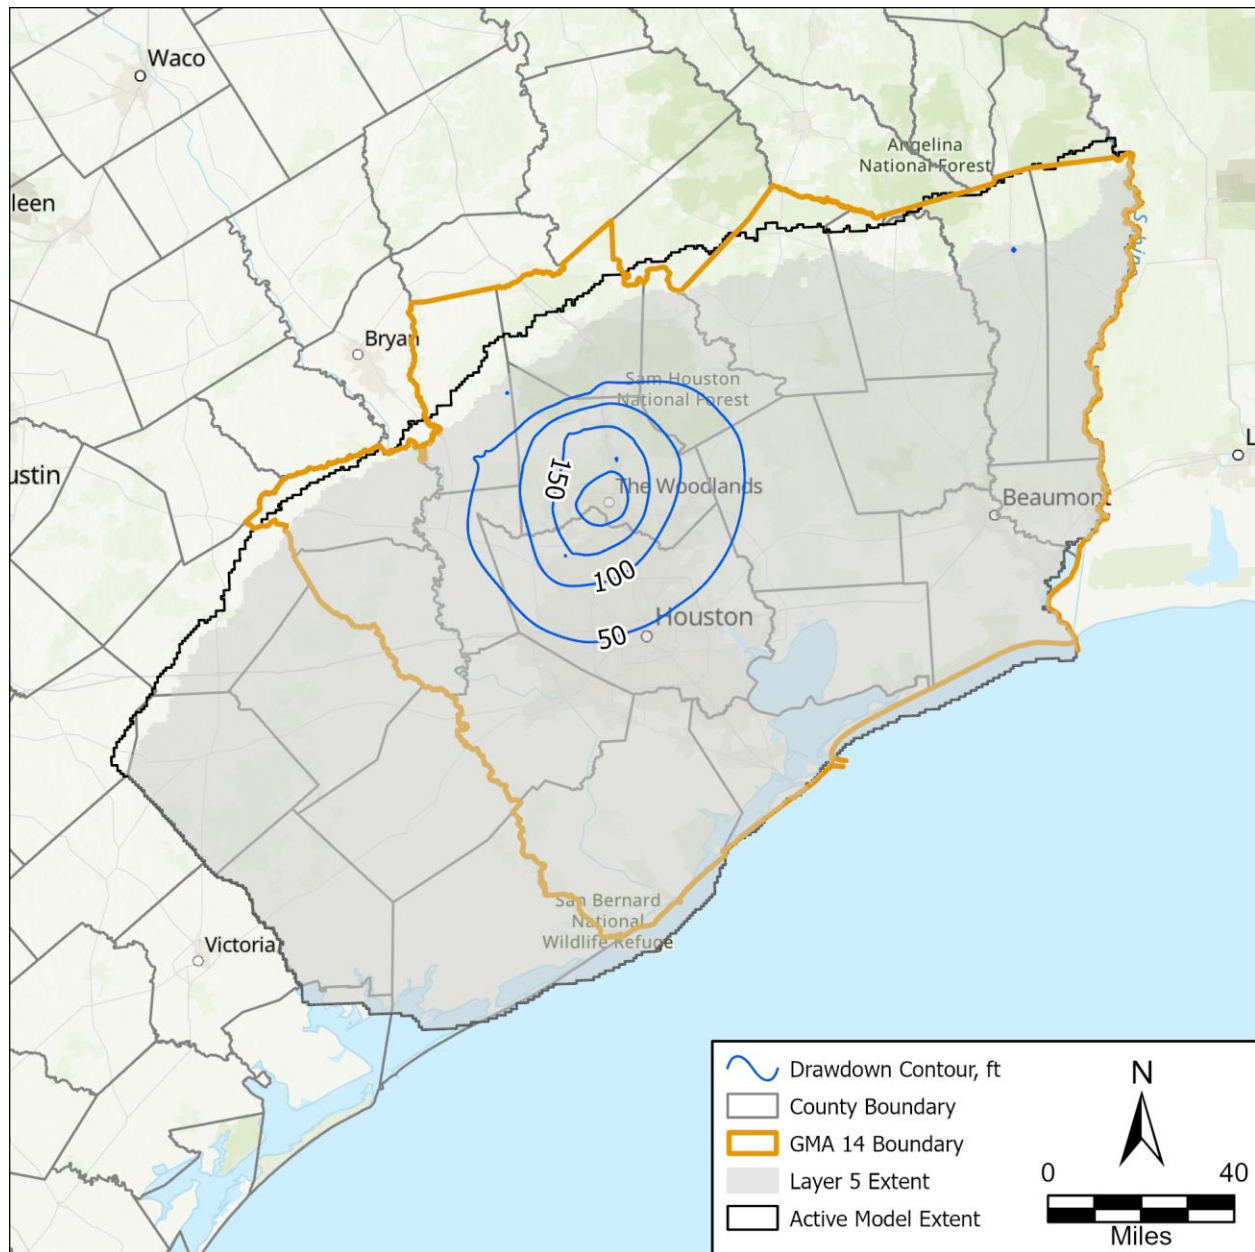 Waco
Angelina
National Forest
leen
Sabine
Bryan
Sam Houston
National Forest
L
ustin
150
The Woodlands
Beaumont
100
Houston
50
San Bernard
National
Wildlife Refuge
Victoria
Drawdown Contour, ft
County Boundary
GMA 14 Boundary
Layer 5 Extent
Active Model Extent
N
0 40
Miles